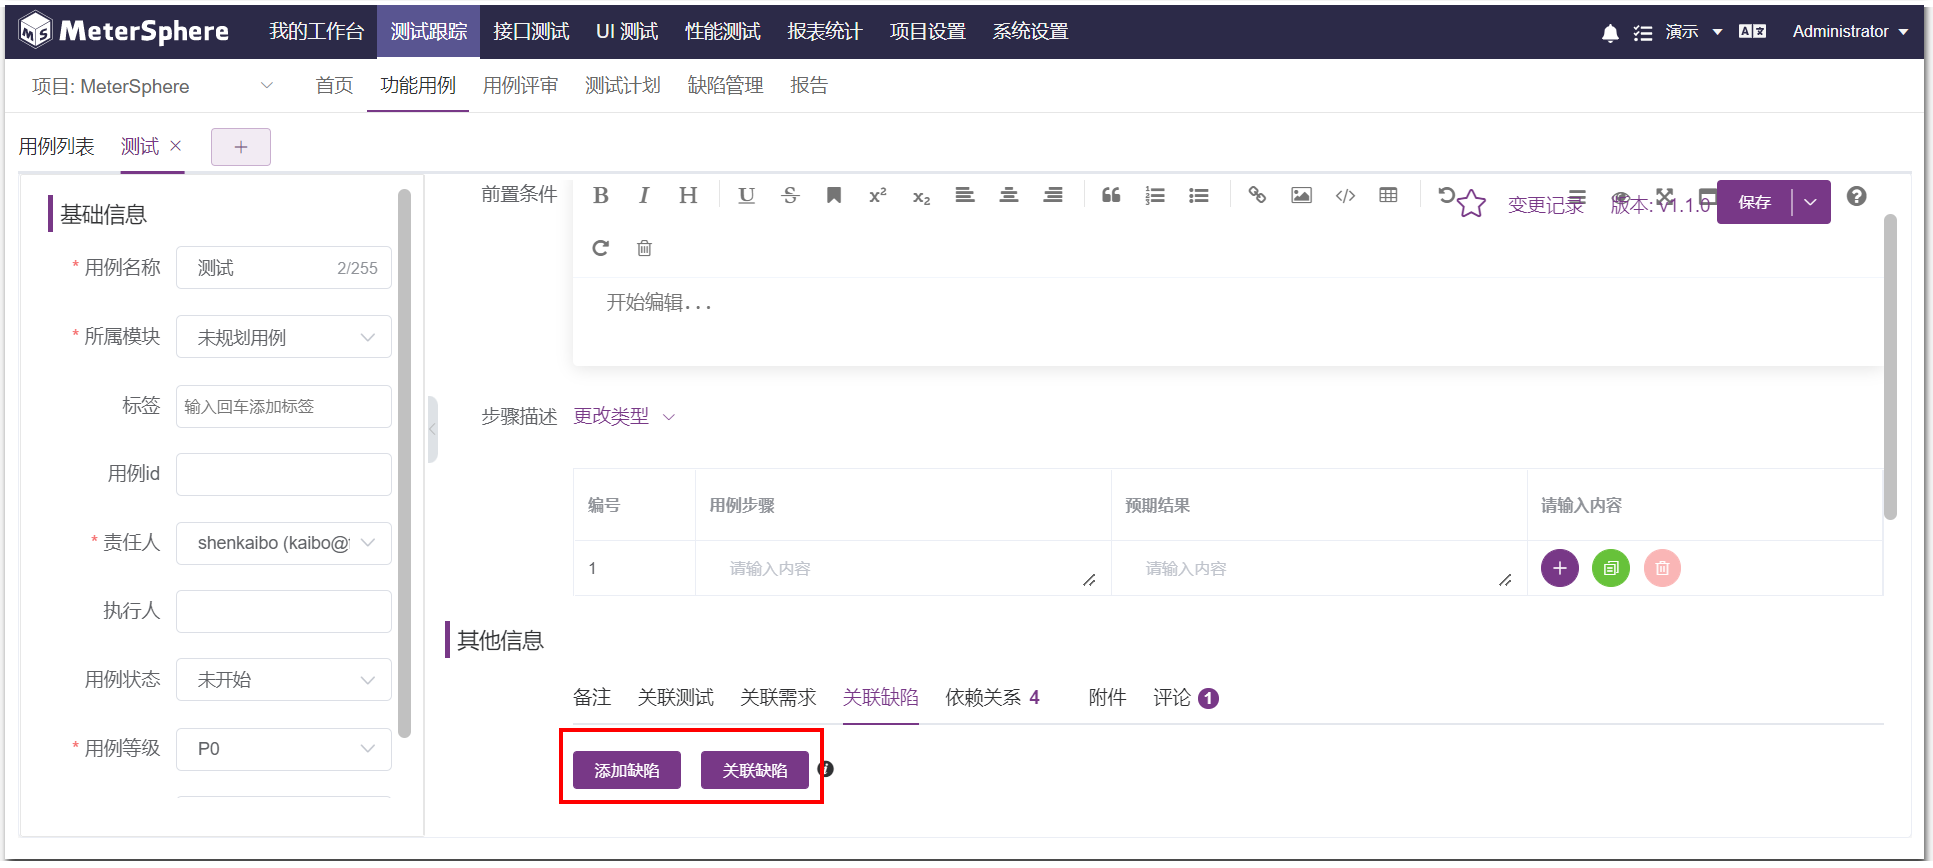 MeterSphere 我的工作台 测试跟踪 接口测试 UI 测试 性能测试 报表统计 项目设置 系统设置 演示 Administrator
项目: MeterSphere 首页 功能用例 用例评审 测试计划 缺陷管理 报告
用例列表 测试 × +
基础信息
* 用例名称 测试 2/255
* 所属模块 未规划用例
标签 输入回车添加标签
用例id
* 责任人 shenkaibo (kaibo@
执行人
用例状态 未开始
* 用例等级 P0
前置条件 变更记录 版本: v1.1.0 保存
开始编辑...
步骤描述 更改类型
编号 用例步骤 预期结果 请输入内容
1 请输入内容 请输入内容
其他信息
备注 关联测试 关联需求 关联缺陷 依赖关系 4 附件 评论 1
添加缺陷 关联缺陷